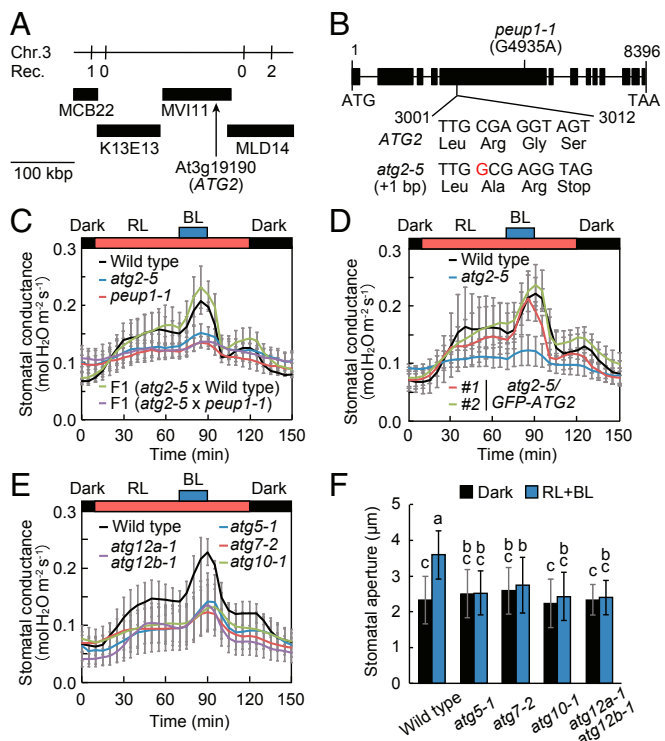 A
Chr.3
Rec. 1 0 0 2
MCB22 MVI11
K13E13 MLD14
100 kbp At3g19190
(ATG2)
B
peup1-1
(G4935A)
1 8396
ATG TAA
3001 3012
ATG2 TTG CGA GGT AGT
Leu Arg Gly Ser
atg2-5 TTG GCG AGG TAG
(+1 bp) Leu Ala Arg Stop
C
BL
Dark RL Dark
Stomatal conductance
(mol H₂O m⁻² s⁻¹)
0.3
0.2
0.1
0.0
Wild type
atg2-5
peup1-1
F1 (atg2-5 x Wild type)
F1 (atg2-5 x peup1-1)
0 30 60 90 120 150
Time (min)
D
BL
Dark RL Dark
Stomatal conductance
(mol H₂O m⁻² s⁻¹)
0.3
0.2
0.1
0.0
Wild type
atg2-5
#1 atg2-5/
#2 GFP-ATG2
0 30 60 90 120 150
Time (min)
E
BL
Dark RL Dark
Stomatal conductance
(mol H₂O m⁻² s⁻¹)
0.3
0.2
0.1
0.0
Wild type atg5-1
atg12a-1 atg7-2
atg12b-1 atg10-1
0 30 60 90 120 150
Time (min)
F
Dark RL+BL
Stomatal aperture (μm)
5
4
3
2
1
0
c a b c b c b c b c c b c c b c
Wild type
atg5-1
atg7-2
atg10-1
atg12a-1
atg12b-1